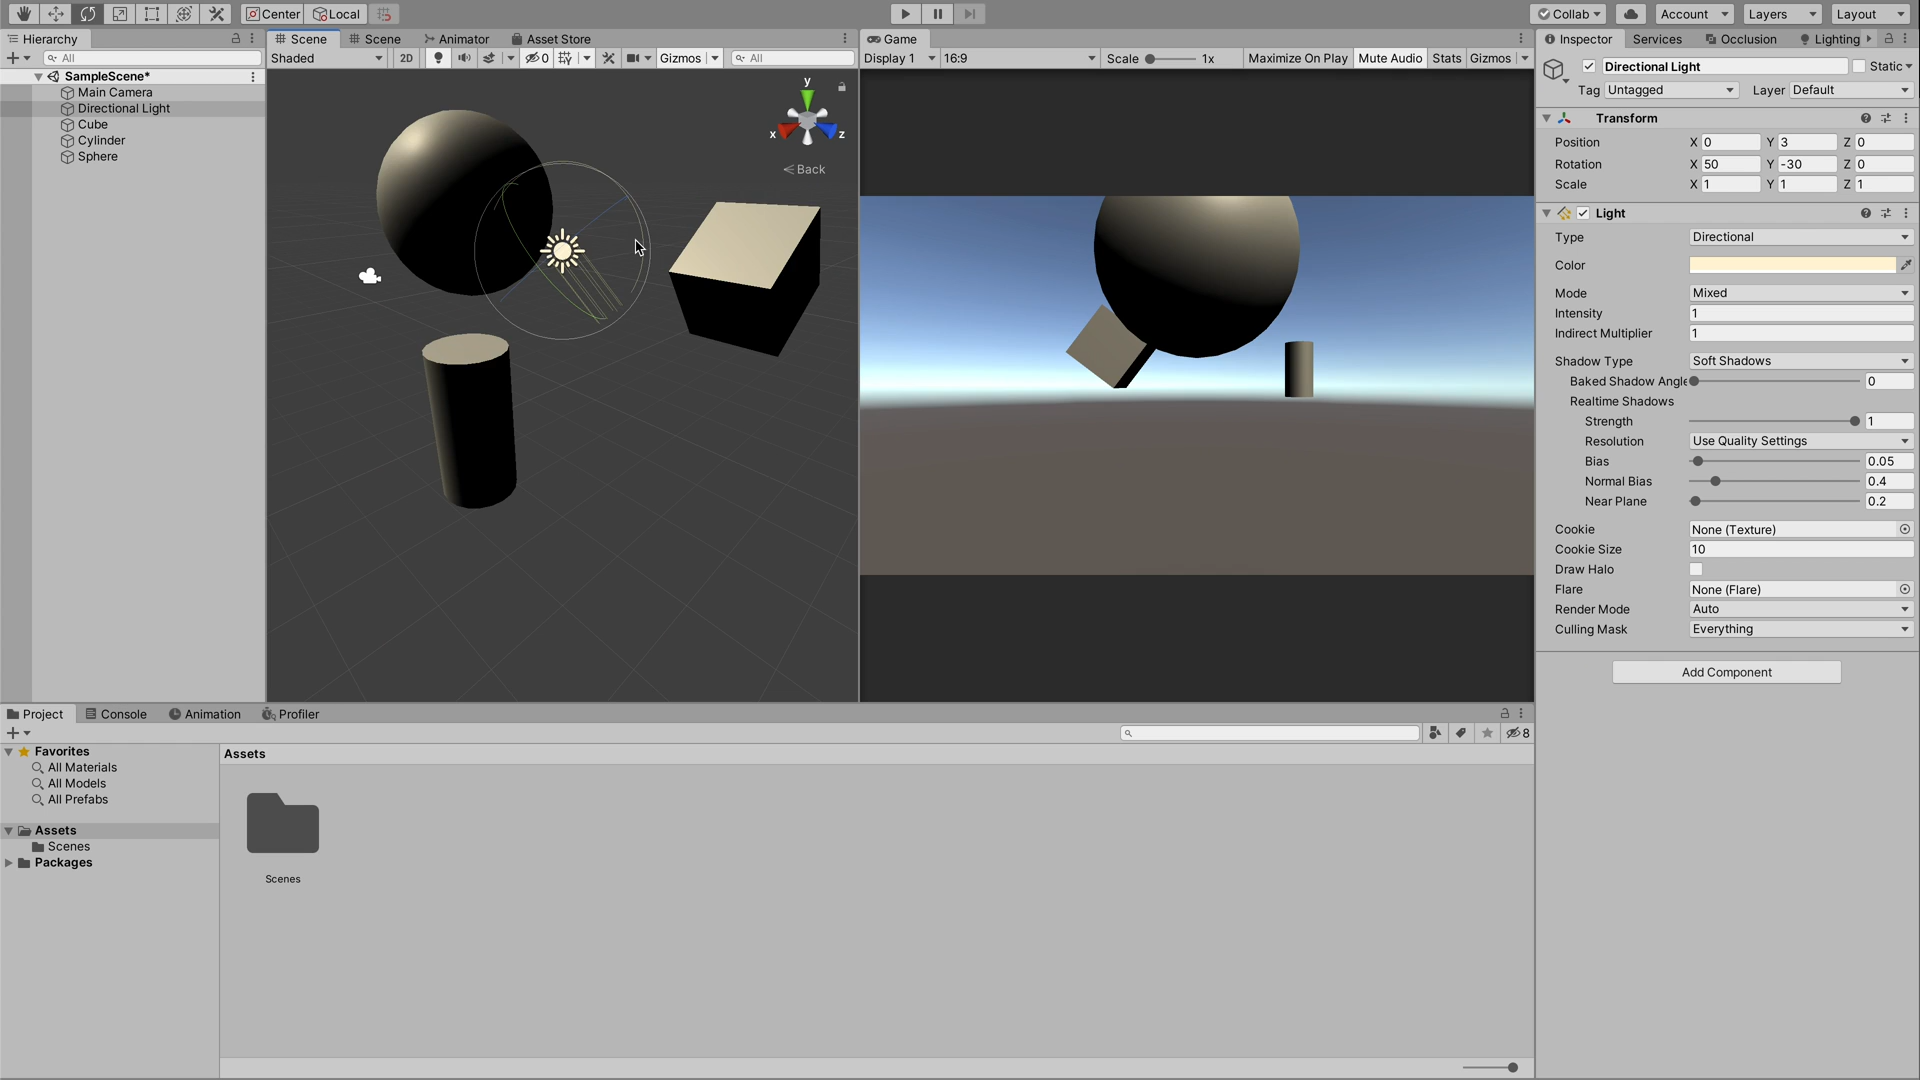 Center Local Collab Account Layers Layout
Hierarchy
All
SampleScene*
Main Camera
Directional Light
Cube
Cylinder
Sphere
Scene Scene Animator Asset Store
Shaded 2D 0 Gizmos All
y
x z
Back
Game
Display 1 16:9 Scale 1x Maximize On Play Mute Audio Stats Gizmos
Inspector Services Occlusion Lighting
Directional Light Static
Tag Untagged Layer Default
Transform
Position X 0 Y 3 Z 0
Rotation X 50 Y -30 Z 0
Scale X 1 Y 1 Z 1
Light
Type Directional
Color
Mode Mixed
Intensity 1
Indirect Multiplier 1
Shadow Type Soft Shadows
Baked Shadow Angle 0
Realtime Shadows
Strength 1
Resolution Use Quality Settings
Bias 0.05
Normal Bias 0.4
Near Plane 0.2
Cookie None (Texture)
Cookie Size 10
Draw Halo
Flare None (Flare)
Render Mode Auto
Culling Mask Everything
Add Component
Project Console Animation Profiler
8
Favorites
All Materials
All Models
All Prefabs
Assets
Scenes
Packages
Assets
Scenes